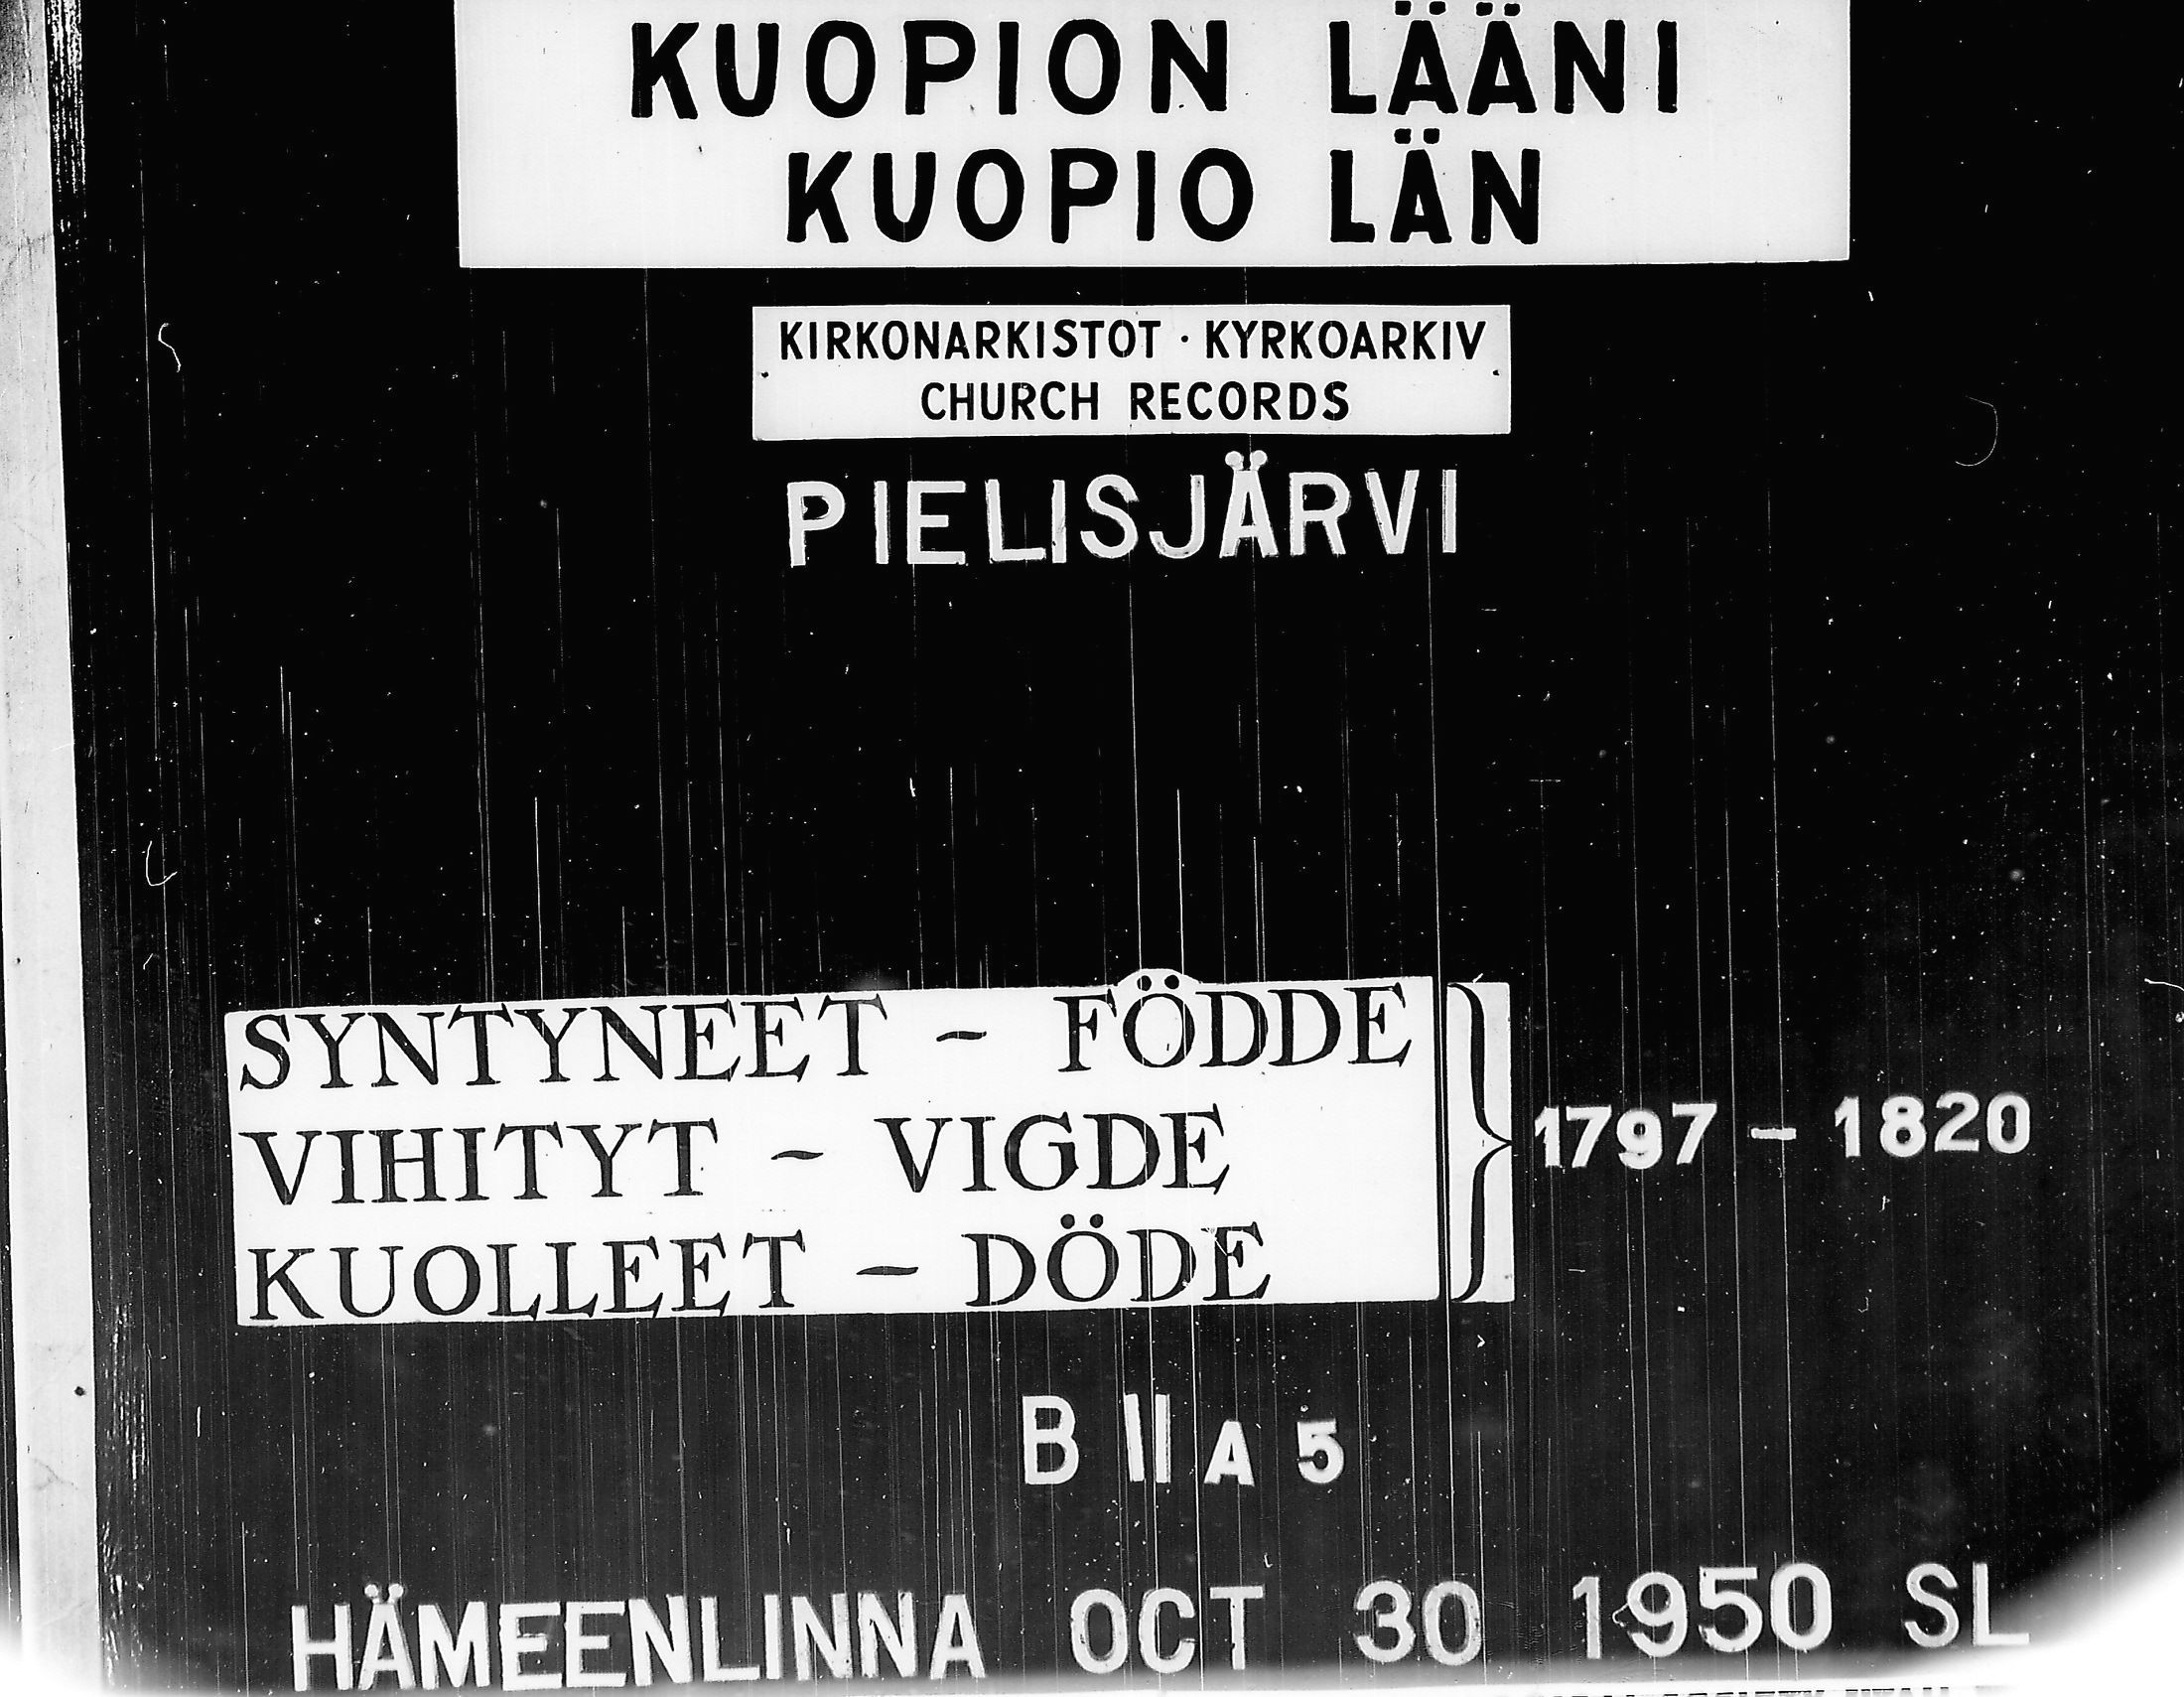 KUOPION LÄÄNI
KUOPIO LÄN
KIRKONARKISTOT · KYRKOARKIV
CHURCH RECORDS
PIELISJÄRVI
SYNTYNEET - FÖDDE
VIHITYT - VIGDE
KUOLLEET - DÖDE
} 1797 - 1820
B II A 5
HÄMEENLINNA OCT 30 1950 SL